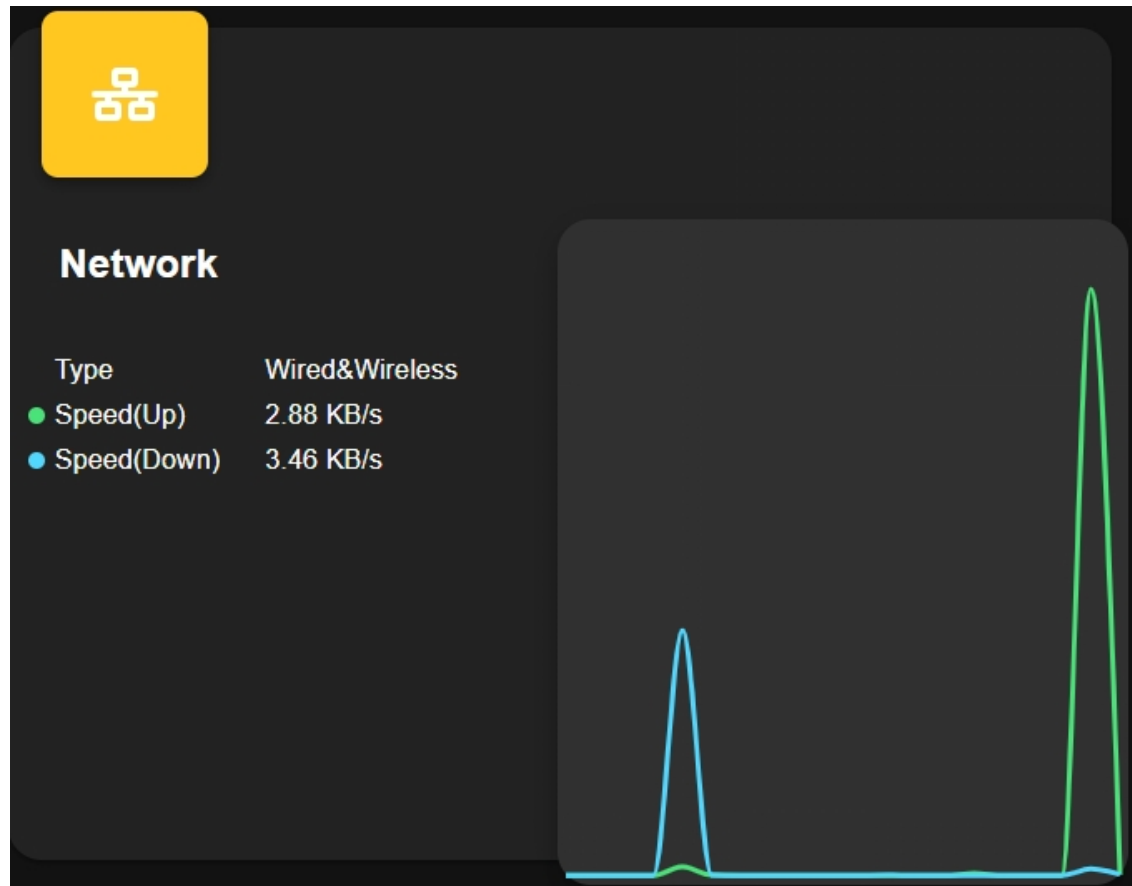 Network
Type Wired&Wireless
Speed(Up) 2.88 KB/s
Speed(Down) 3.46 KB/s